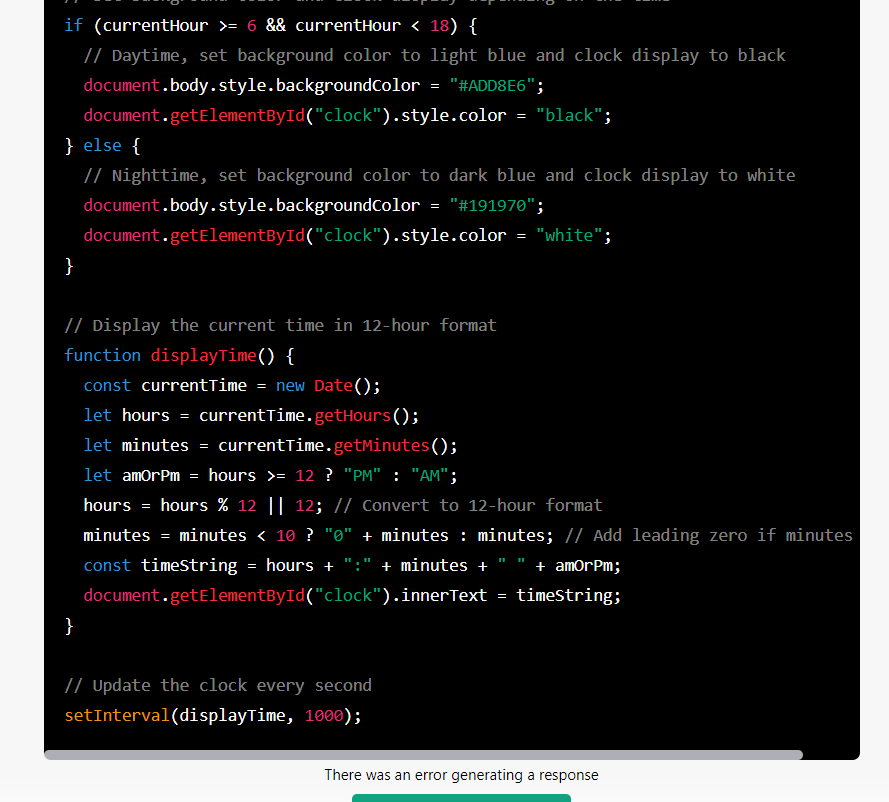 if (currentHour >= 6 && currentHour < 18) {
// Daytime, set background color to light blue and clock display to black
document.body.style.backgroundColor = "#ADD8E6";
document.getElementById("clock").style.color = "black";
} else {
// Nighttime, set background color to dark blue and clock display to white
document.body.style.backgroundColor = "#191970";
document.getElementById("clock").style.color = "white";
}
// Display the current time in 12-hour format
function displayTime() {
const currentTime = new Date();
let hours = currentTime.getHours();
let minutes = currentTime.getMinutes();
let amOrPm = hours >= 12 ? "PM" : "AM";
hours = hours % 12 || 12; // Convert to 12-hour format
minutes = minutes < 10 ? "0" + minutes : minutes; // Add leading zero if minutes
const timeString = hours + ":" + minutes + " " + amOrPm;
document.getElementById("clock").innerText = timeString;
}
// Update the clock every second
setInterval(displayTime, 1000);
There was an error generating a response